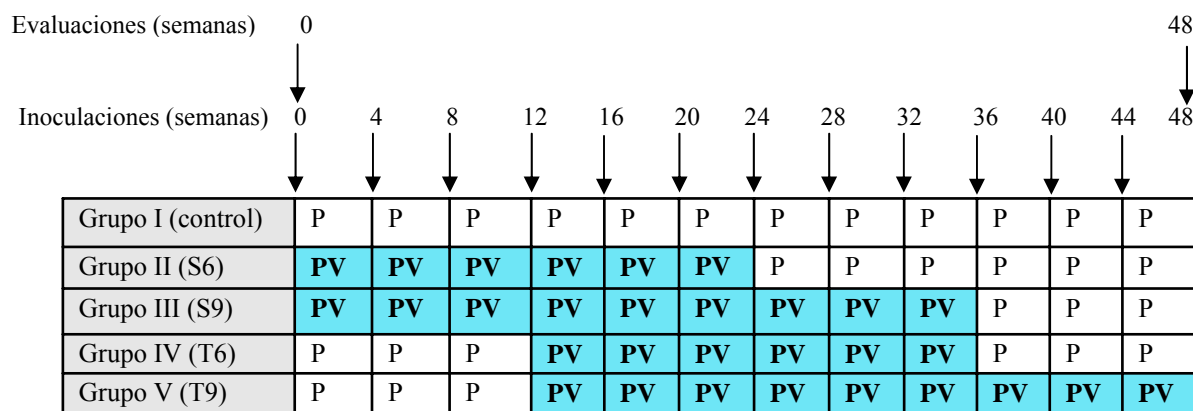 Evaluaciones (semanas) 0 48
Inoculaciones (semanas) 0 4 8 12 16 20 24 28 32 36 40 44 48
Grupo I (control) P P P P P P P P P P P P
Grupo II (S6) PV PV PV PV PV PV P P P P P P
Grupo III (S9) PV PV PV PV PV PV PV PV PV P P P
Grupo IV (T6) P P P PV PV PV PV PV PV P P P
Grupo V (T9) P P P PV PV PV PV PV PV PV PV PV